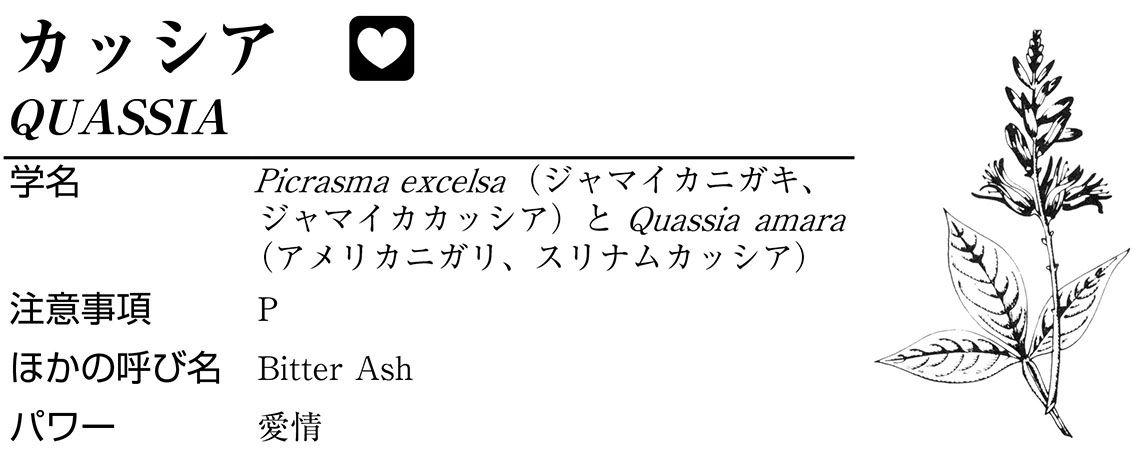 カッシア
QUASSIA
学名 Picrasma excelsa（ジャマイカニガキ、
ジャマイカカッシア）と Quassia amara
（アメリカニガリ、スリナムカッシア）
注意事項 P
ほかの呼び名 Bitter Ash
パワー 愛情